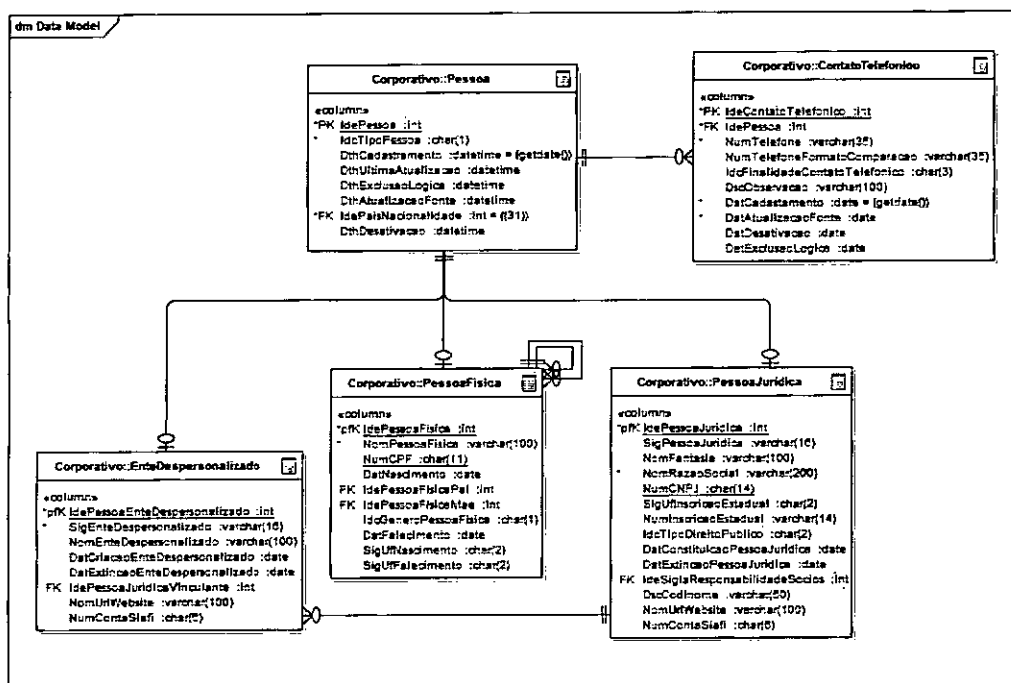 dm Data Model
Corporativo::Pessoa
«column»
*PK IdePessoa :int
* IdcTipoPessoa :char(1)
DthCadastramento :datetime = (getdate())
DthUltimaAtualizacao :datetime
DthExclusaoLogica :datetime
DthAtualizacaoFonte :datetime
*FK IdePaisNacionalidade :int = ((31))
DthDesativacao :datetime
Corporativo::ContatoTelefonico
«column»
*PK IdeContatoTelefonico :int
*FK IdePessoa :int
* NumTelefone :varchar(35)
NumTelefoneFormatoComparacao :varchar(35)
IdcFinalidadeContatoTelefonico :char(3)
DscObservacao :varchar(100)
* DatCadastamento :date = (getdate())
* DatAtualizacaoFonte :date
DatDesativacao :date
DatExclusaoLogica :date
Corporativo::EnteDespersonalizado
«column»
*pfK IdePessoaEnteDespersonalizado :int
* SigEnteDespersonalizado :varchar(16)
NomEnteDespersonalizado :varchar(100)
DatCriacaoEnteDespersonalizado :date
DatExtincaoEnteDespersonalizado :date
FK IdePessoaJuridicaVinculante :int
NomUrlWebsite :varchar(100)
NumContaSiafi :char(6)
Corporativo::PessoaFisica
«column»
*pfK IdePessoaFisica :int
* NomPessoaFisica :varchar(100)
NumCPF :char(11)
DatNascimento :date
FK IdePessoaFisicaPai :int
FK IdePessoaFisicaMae :int
IdcGeneroPessoaFisica :char(1)
DatFalecimento :date
SigUfNascimento :char(2)
SigUfFalecimento :char(2)
Corporativo::PessoaJuridica
«column»
*pfK IdePessoaJuridica :int
SigPessoaJuridica :varchar(16)
NomFantasia :varchar(100)
* NomRazaoSocial :varchar(200)
NumCNPJ :char(14)
SigUfInscricaoEstadual :char(2)
NumInscricaoEstadual :varchar(14)
IdcTipoDireitoPublico :char(2)
DatConstituicaoPessoaJuridica :date
DatExtincaoPessoaJuridica :date
FK IdeSiglaResponsabilidadeSocios :int
DscCodinome :varchar(50)
NomUrlWebsite :varchar(100)
NumContaSiafi :char(6)